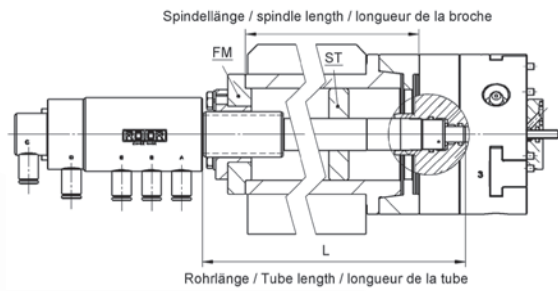 Spindellänge / spindle length / longueur de la broche
FM
ST
C
B
A
3
L
Rohrlänge / Tube length / longueur de la tube